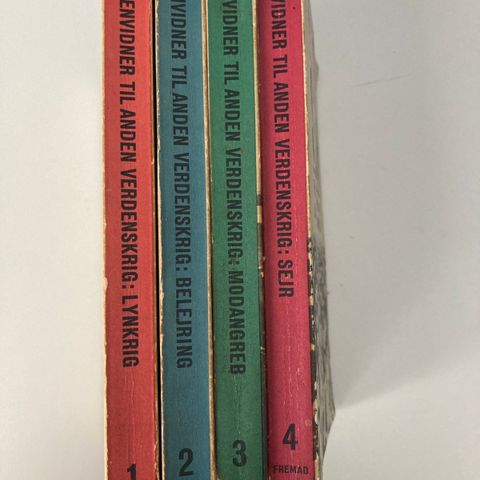 ENVIDNER TIL ANDEN VERDENSKRIG: LYNKRIG
1
VIDNER TIL ANDEN VERDENSKRIG: BELEJRING
2
ENVIDNER TIL ANDEN VERDENSKRIG: MODANGREB
3
VIDNER TIL ANDEN VERDENSKRIG: SEJR
4
FREMAD